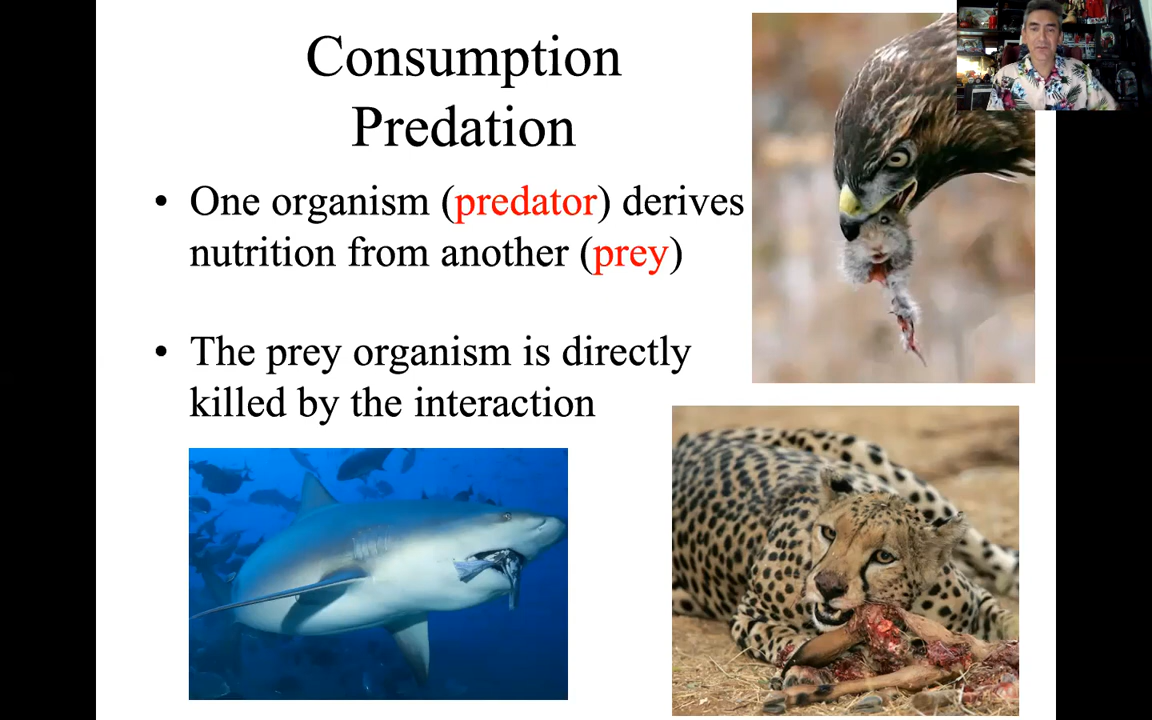 Consumption
Predation
• One organism (predator) derives
nutrition from another (prey)
• The prey organism is directly
killed by the interaction